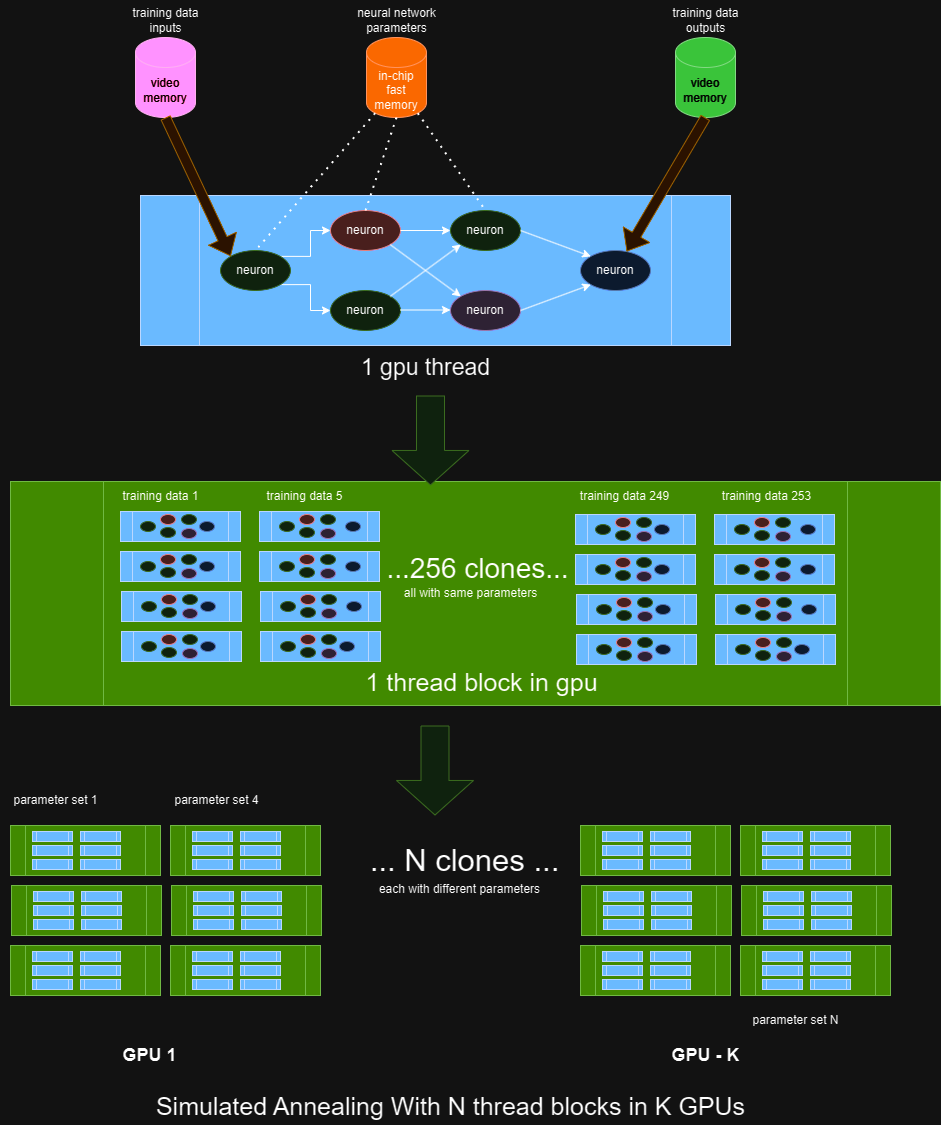 training data
inputs
neural network
parameters
training data
outputs
video
memory
in-chip
fast
memory
video
memory
neuron
neuron
neuron
neuron
neuron
neuron
1 gpu thread
training data 1
training data 5
training data 249
training data 253
...256 clones...
all with same parameters
1 thread block in gpu
parameter set 1
parameter set 4
... N clones ...
each with different parameters
parameter set N
GPU 1
GPU - K
Simulated Annealing With N thread blocks in K GPUs